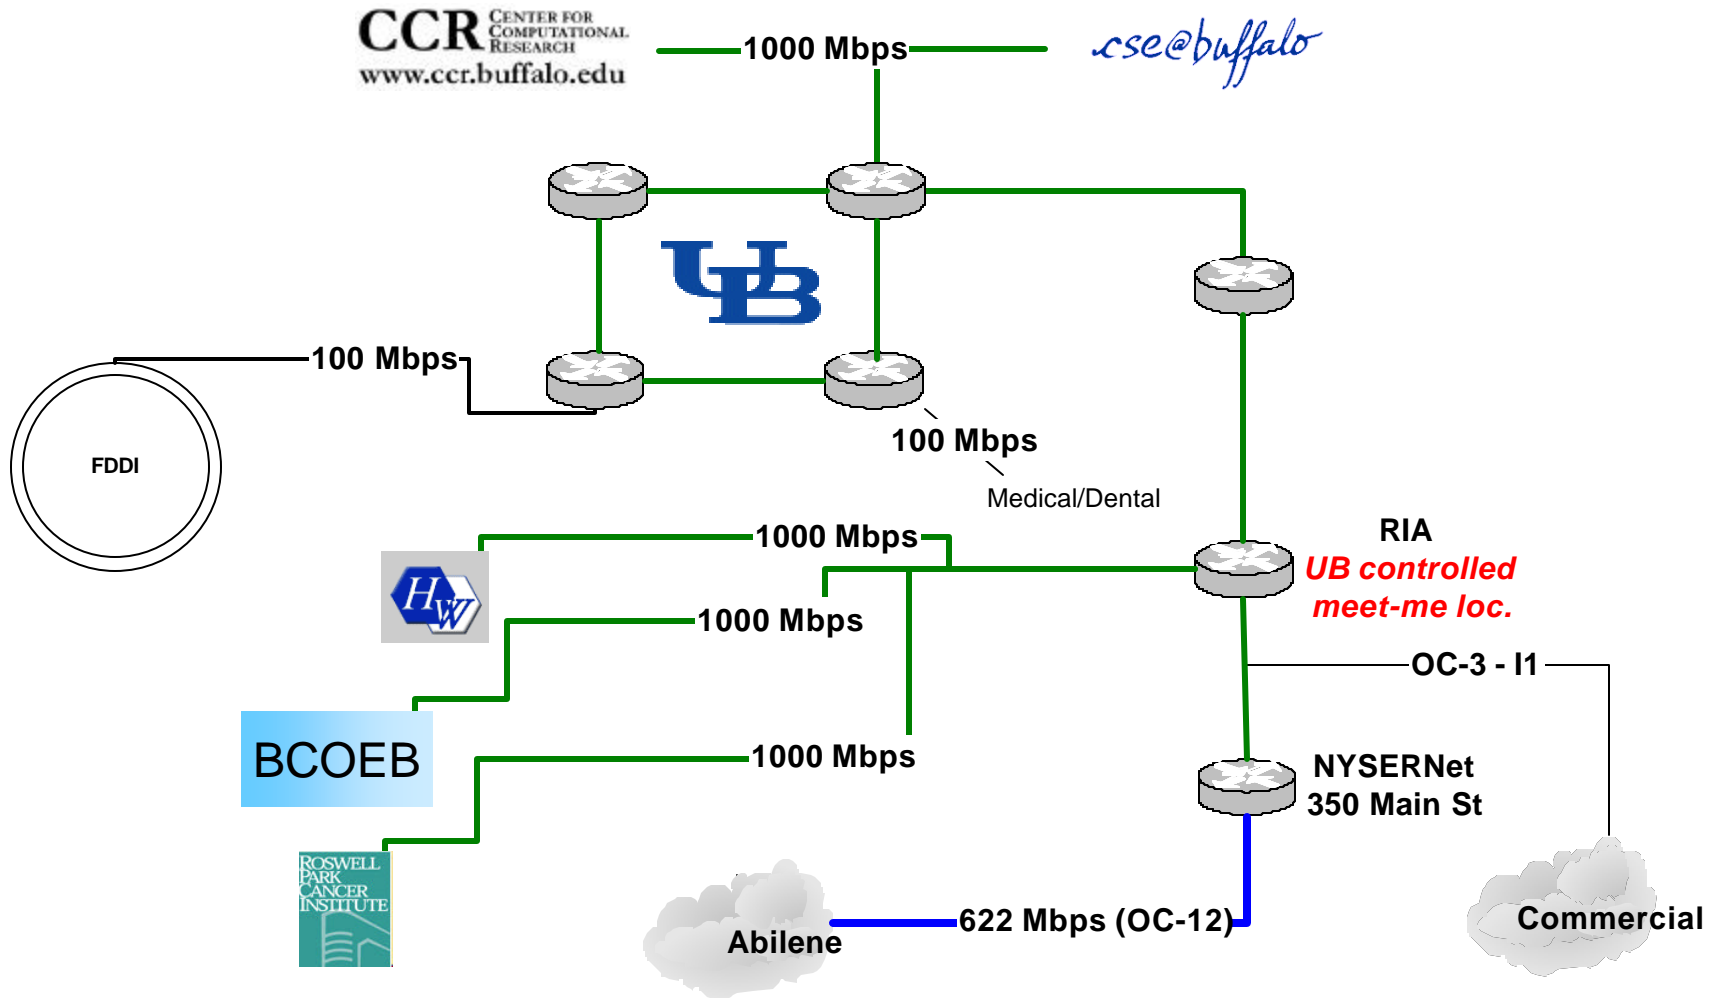 CCR CENTER FOR
COMPUTATIONAL
RESEARCH
www.ccr.buffalo.edu
1000 Mbps
cse@buffalo
UB
100 Mbps
FDDI
100 Mbps
Medical/Dental
1000 Mbps
RIA
UB controlled
meet-me loc.
HW
1000 Mbps
OC-3 - I1
BCOEB
1000 Mbps
NYSERNet
350 Main St
ROSWELL
PARK
CANCER
INSTITUTE
622 Mbps (OC-12)
Abilene
Commercial